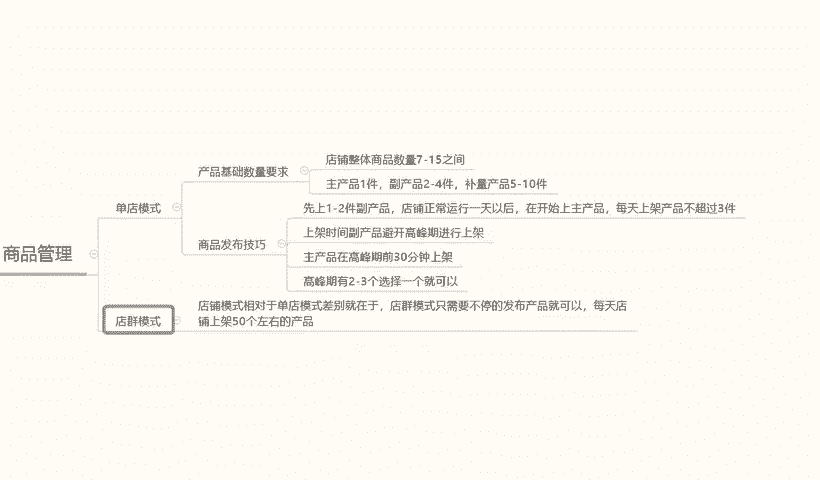 商品管理
单店模式
产品基础数量要求
店铺整体商品数量7-15之间
主产品1件，副产品2-4件，补量产品5-10件
商品发布技巧
先上1-2件副产品，店铺正常运行一天以后，在开始上主产品，每天上架产品不超过3件
上架时间副产品避开高峰期进行上架
主产品在高峰期前30分钟上架
高峰期有2-3个选择一个就可以
店群模式
店铺模式相对于单店模式差别就在于，店群模式只需要不停的发布产品就可以，每天店
铺上架50个左右的产品